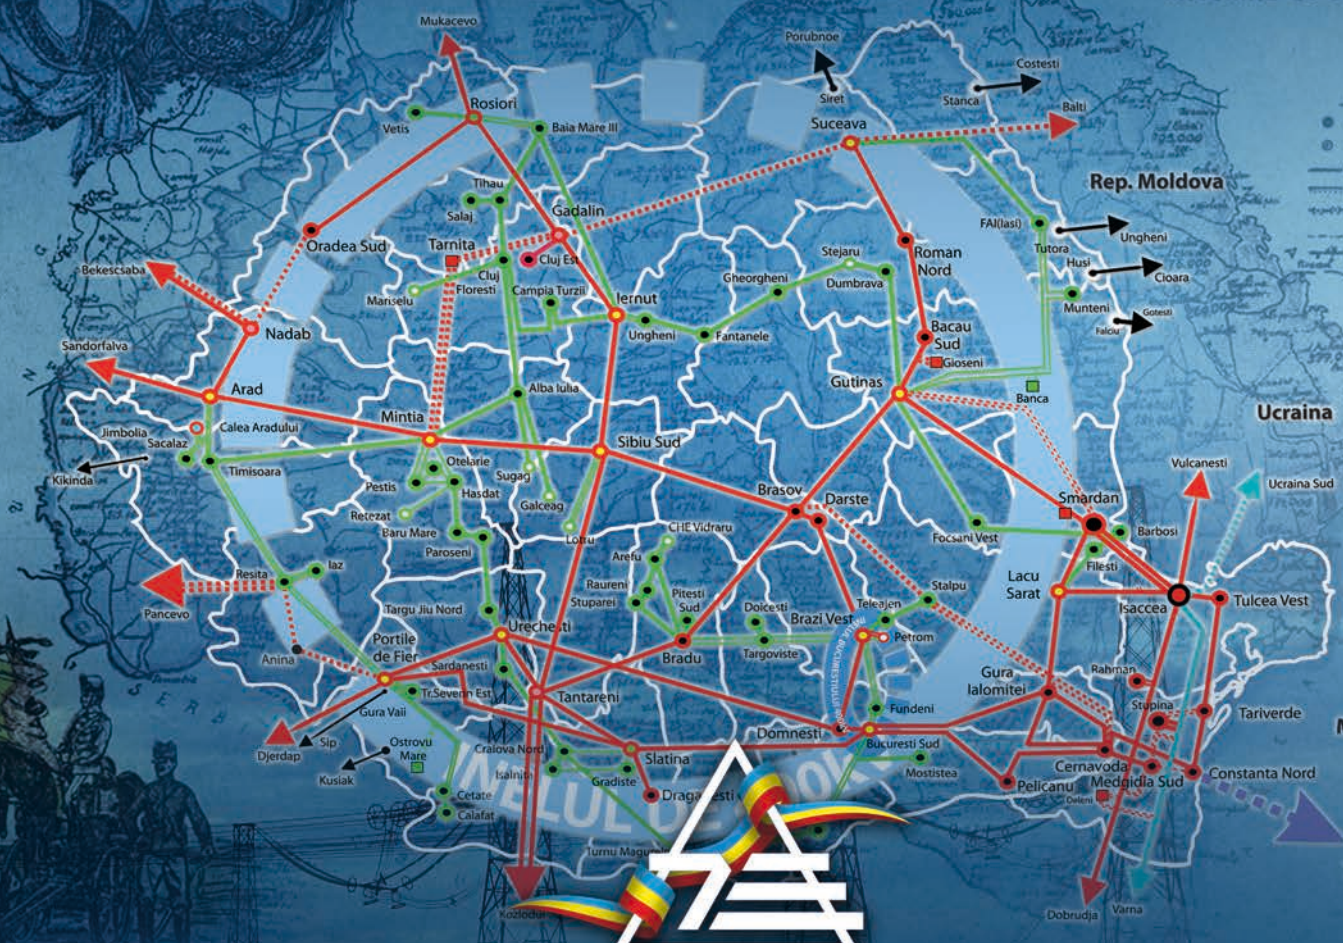 Mukacevo
Porubnoe
Costesti
Siret
Stanca
Balti
Rosiori
Vetis
Baia Mare III
Suceava
Rep. Moldova
Tihau
Salaj
Gadalin
FAI(Iasi)
Ungheni
Oradea Sud
Tarnita
Cluj Est
Stejaru
Roman
Nord
Tutora
Husi
Cioara
Bekescsaba
Cluj
Floresti
Gheorgheni
Dumbrava
Mariselu
Campia Turzii
Iernut
Munteni
Gotesti
Falciu
Nadab
Ungheni
Fantanele
Bacau
Sud
Gioseni
Sandorfalva
Arad
Alba Iulia
Gutinas
Banca
Ucraina
Mintia
Jimbolia
Calea Aradului
Sacalaz
Sibiu Sud
Kikinda
Timisoara
Otelarie
Sugag
Vulcanesti
Ucraina Sud
Pestis
Hasdat
Galceag
Brasov
Darste
Smardan
Retezat
Baru Mare
Lotru
CHE Vidraru
Focsani Vest
Barbosi
Paroseni
Arefu
Filesti
Resita
Iaz
Raureni
Stuparei
Pitesti
Sud
Stalpu
Lacu
Sarat
Isaccea
Tulcea Vest
Pancevo
Targu Jiu Nord
Doicesti
Brazi Vest
Teleajen
Urechesti
Petrom
Anina
Portile
de Fier
Sardanesti
Bradu
Targoviste
Gura
Ialomitei
Rahman
Tr.Severin Est
Tantareni
Stupina
Gura Vaii
Fundeni
Tariverde
Djerdap
Sip
Ostrovu
Mare
Craiova Nord
Domnesti
Bucuresti Sud
Kusiak
Isalnita
Slatina
Mostistea
Cernavoda
Medgidia Sud
Constanta Nord
Gradiste
Pelicanu
Cetate
Draganesti
Deleni
Calafat
INELUL DE
Turnu Magurele
Kozlodui
Dobrudja
Varna